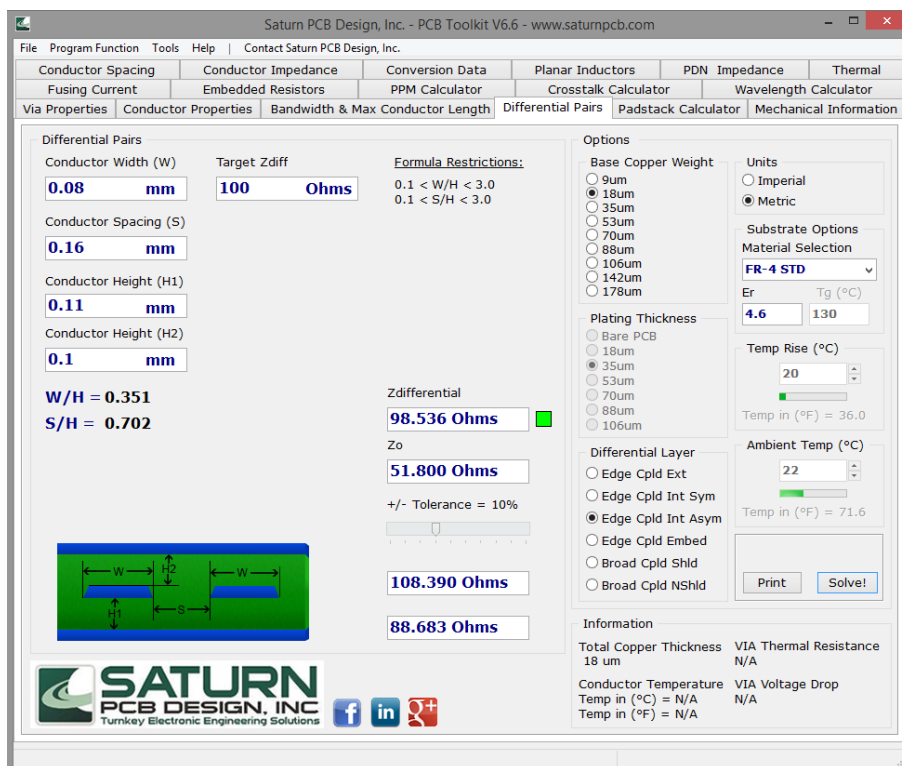 Saturn PCB Design, Inc. - PCB Toolkit V6.6 - www.saturnpcb.com
File Program Function Tools Help | Contact Saturn PCB Design, Inc.
Conductor Spacing Conductor Impedance Conversion Data Planar Inductors PDN Impedance Thermal
Fusing Current Embedded Resistors PPM Calculator Crosstalk Calculator Wavelength Calculator
Via Properties Conductor Properties Bandwidth & Max Conductor Length Differential Pairs Padstack Calculator Mechanical Information
Differential Pairs
Conductor Width (W)
0.08 mm
Conductor Spacing (S)
0.16 mm
Conductor Height (H1)
0.11 mm
Conductor Height (H2)
0.1 mm
W/H = 0.351
S/H = 0.702
Target Zdiff
100 Ohms
Formula Restrictions:
0.1 < W/H < 3.0
0.1 < S/H < 3.0
Zdifferential
98.536 Ohms
Zo
51.800 Ohms
+/- Tolerance = 10%
108.390 Ohms
88.683 Ohms
W H2 W
S
H1
SATURN
PCB DESIGN, INC
Turnkey Electronic Engineering Solutions
f in g+
Options
Base Copper Weight
9um
18um
35um
53um
70um
88um
106um
142um
178um
Plating Thickness
Bare PCB
18um
35um
53um
70um
88um
106um
Differential Layer
Edge Cpld Ext
Edge Cpld Int Sym
Edge Cpld Int Asym
Edge Cpld Embed
Broad Cpld Shld
Broad Cpld NShld
Units
Imperial
Metric
Substrate Options
Material Selection
FR-4 STD
Er Tg (°C)
4.6 130
Temp Rise (°C)
20
Temp in (°F) = 36.0
Ambient Temp (°C)
22
Temp in (°F) = 71.6
Print Solve!
Information
Total Copper Thickness
18 um
Conductor Temperature
Temp in (°C) = N/A
Temp in (°F) = N/A
VIA Thermal Resistance
N/A
VIA Voltage Drop
N/A